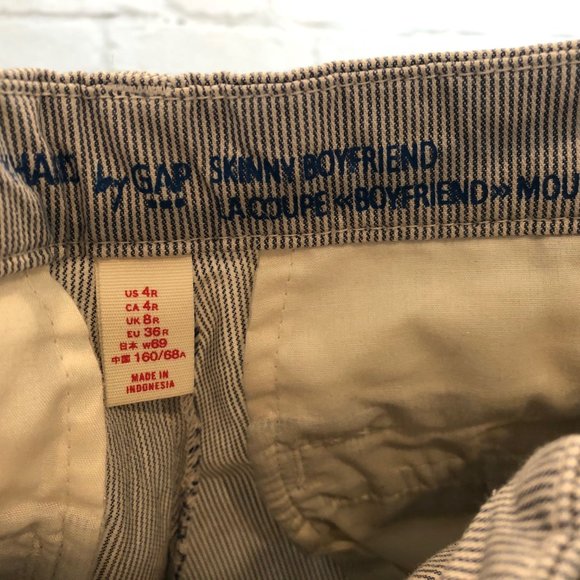 by GAP SKINNY BOYFRIEND
LA COUPE «BOYFRIEND» MOU
US 4R
CA 4R
UK 8R
EU 36R
日本 W69
中国 160/68A
MADE IN
INDONESIA